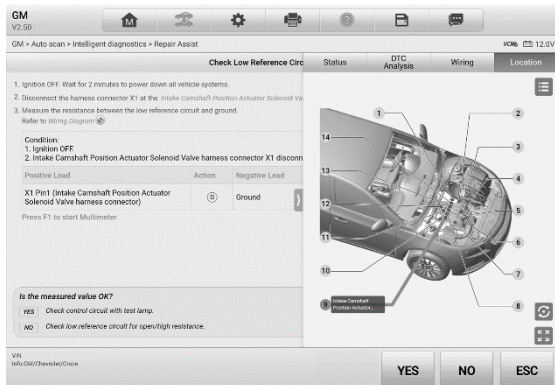 GM
V2.50
GM > Auto scan > Intelligent diagnostics > Repair Assist
12.0V
Check Low Reference Circ
Status
DTC Analysis
Wiring
Location
1. Ignition OFF. Wait for 2 minutes to power down all vehicle systems.
2. Disconnect the harness connector X1 at the Intake Camshaft Position Actuator Solenoid Va
3. Measure the resistance between the low reference circuit and ground.
Refer to Wiring Diagram
Condition:
1. Ignition OFF.
2. Intake Camshaft Position Actuator Solenoid Valve harness connector X1 disconn
Positive Lead
Action
Negative Lead
X1 Pin1 (Intake Camshaft Position Actuator
Solenoid Valve harness connector)
Ground
Press F1 to start Multimeter
1
2
3
4
5
6
7
8
9
10
11
12
13
14
Intake Camshaft
Position Actuator...
Is the measured value OK?
YES Check control circuit with test lamp.
NO Check low reference circuit for open/high resistance.
VIN
Info:GM/Chevrolet/Cruze
YES
NO
ESC